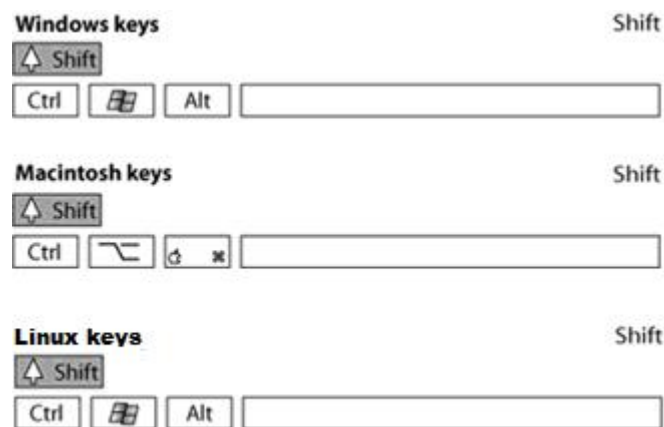 Windows keys Shift
Shift
Ctrl Alt
Macintosh keys Shift
Shift
Ctrl ⌥ ⌘
Linux keys Shift
Shift
Ctrl Alt